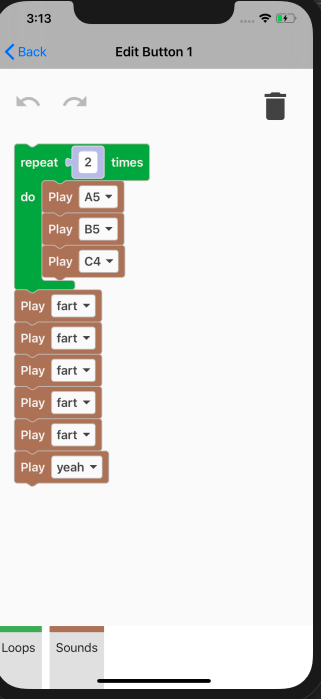 3:13
Back
Edit Button 1
repeat 2 times
do Play A5
Play B5
Play C4
Play fart
Play fart
Play fart
Play fart
Play fart
Play yeah
Loops Sounds